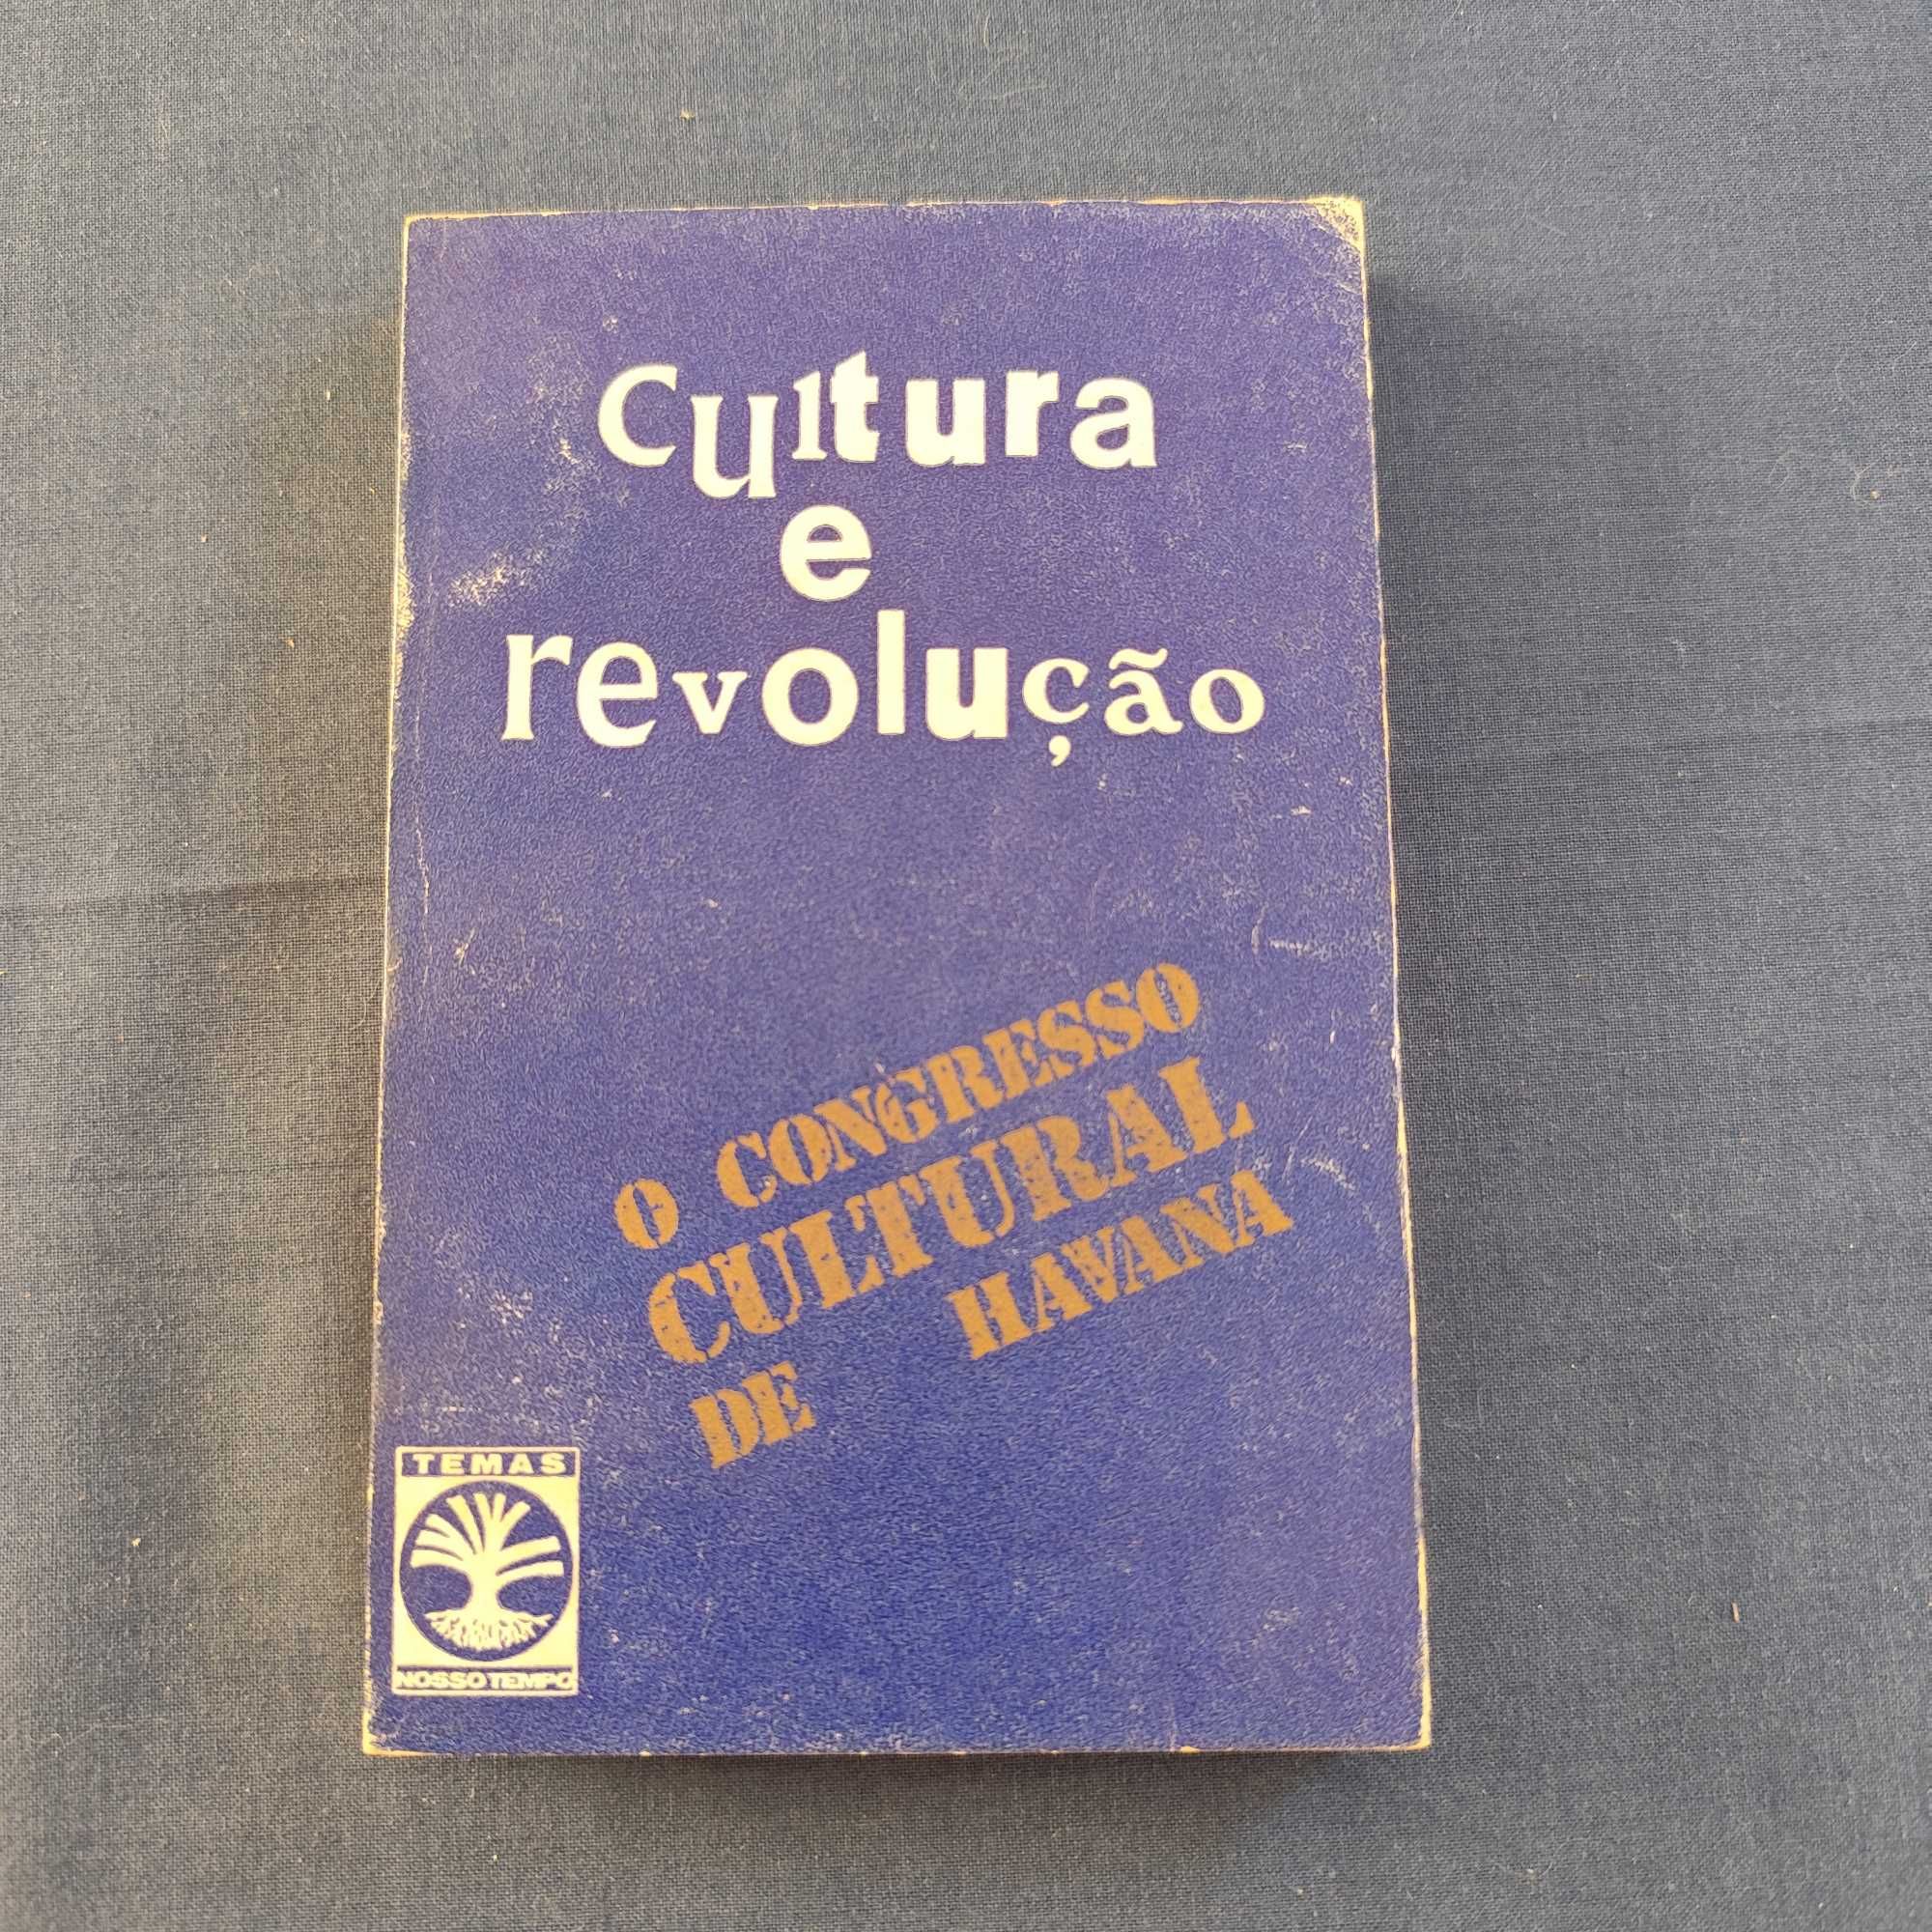 cultura
e
revolução
O CONGRESSO
CULTURAL
DE HAVANA
TEMAS
NOSSO TEMPO